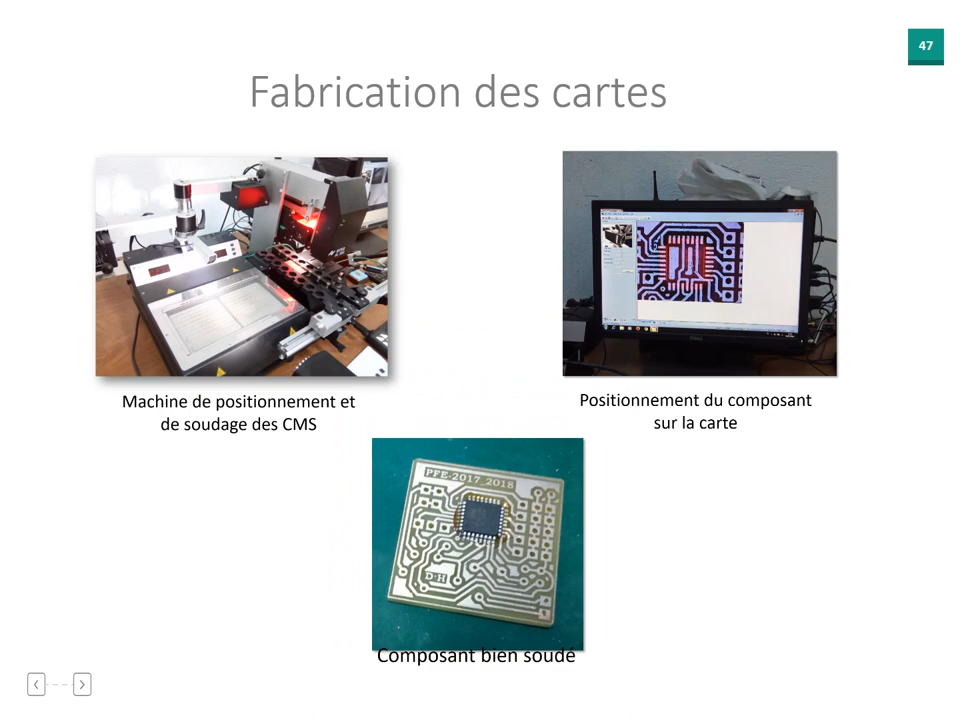 47
Fabrication des cartes
Machine de positionnement et
de soudage des CMS
Positionnement du composant
sur la carte
PFE-2017_2018
D-H
Composant bien soudé